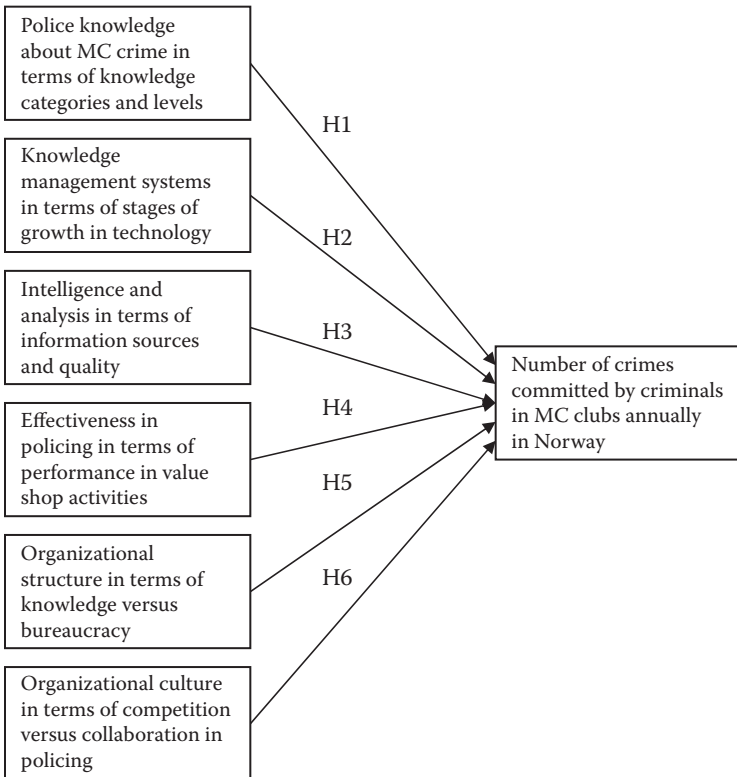 Police knowledge
about MC crime in
terms of knowledge
categories and levels
H1
Knowledge
management systems
in terms of stages of
growth in technology
H2
Intelligence and
analysis in terms of
information sources
and quality
H3
Number of crimes
committed by criminals
in MC clubs annually
in Norway
Effectiveness in
policing in terms of
performance in value
shop activities
H4
H5
Organizational
structure in terms of
knowledge versus
bureaucracy
H6
Organizational culture
in terms of competition
versus collaboration in
policing